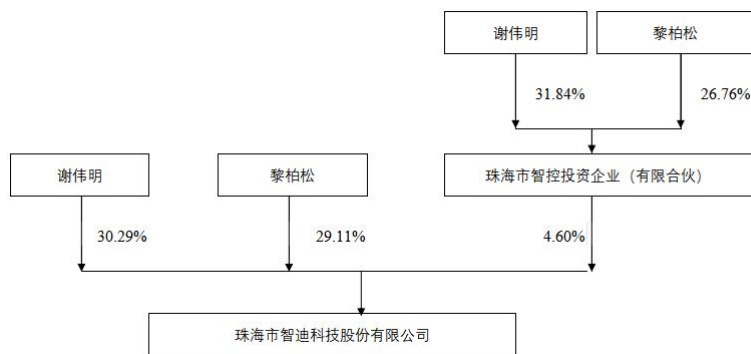 谢伟明
黎柏松
31.84%
26.76%
谢伟明
黎柏松
珠海市智控投资企业（有限合伙）
30.29%
29.11%
4.60%
珠海市智迪科技股份有限公司